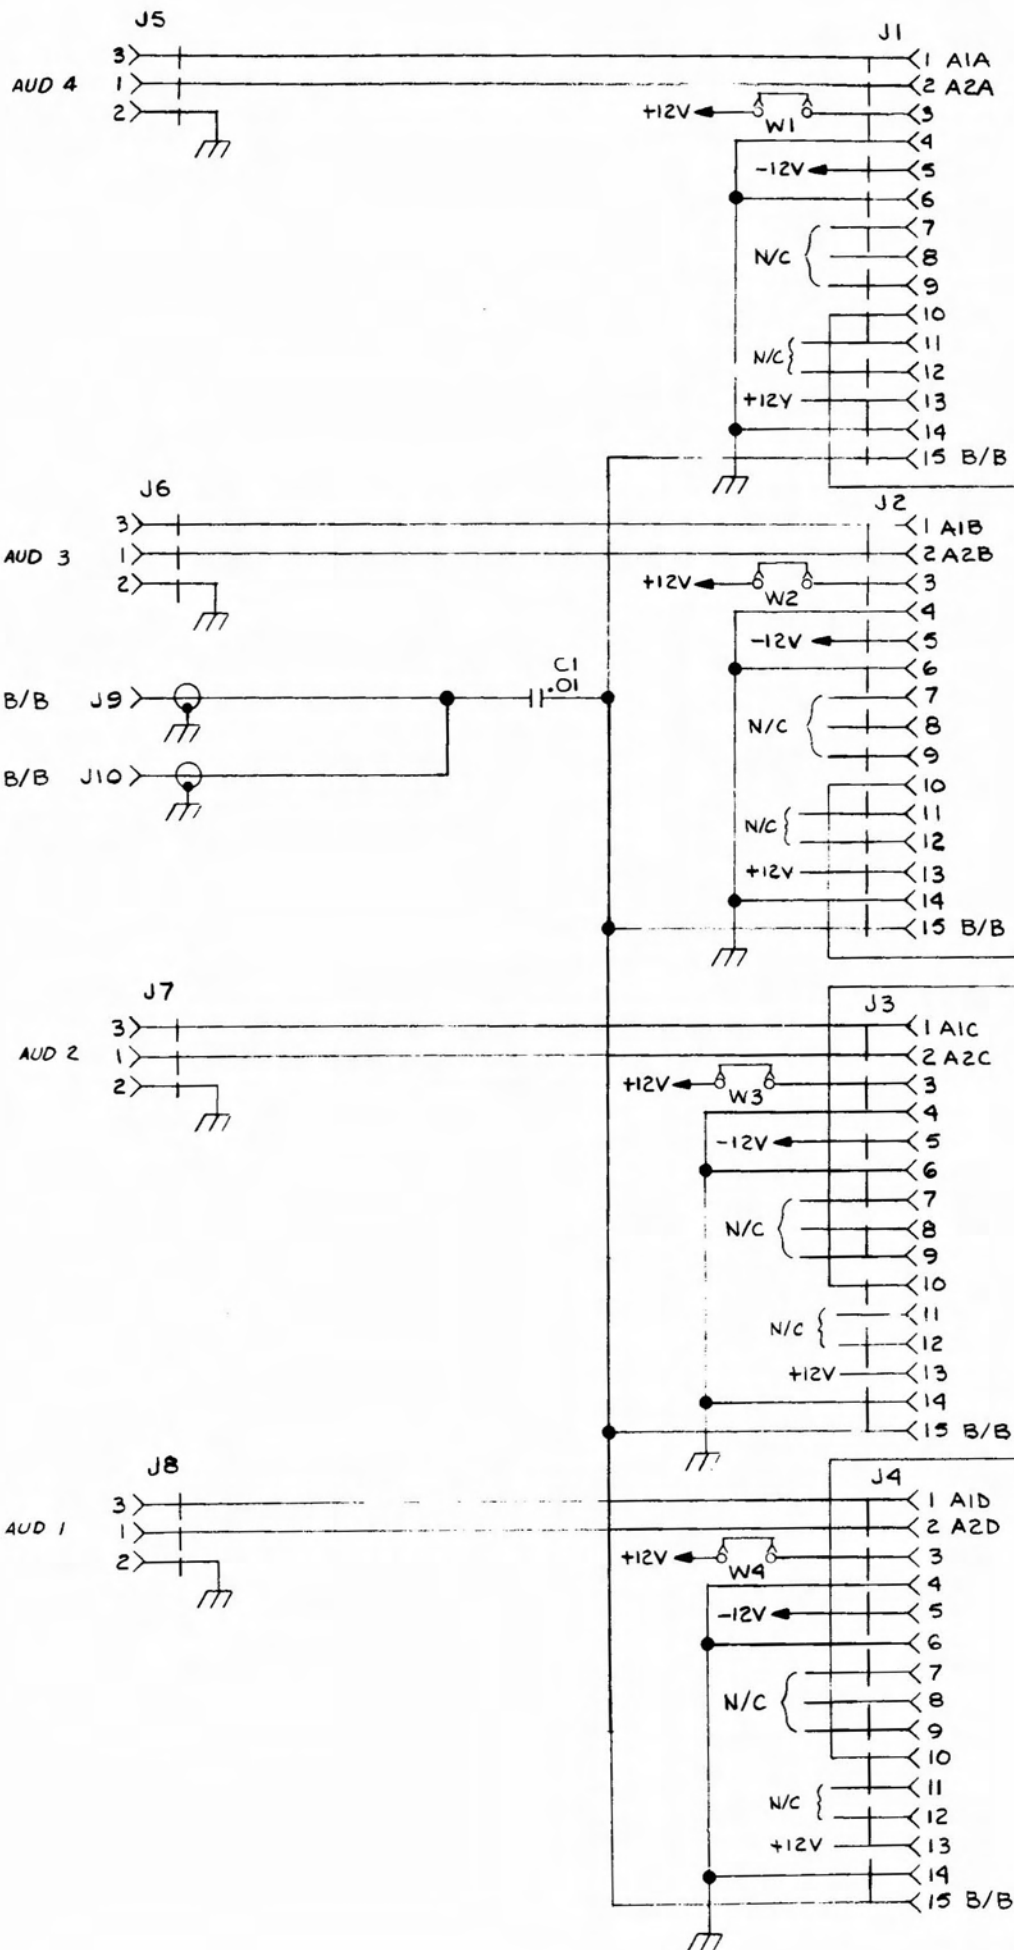 J5 J1
3 1 A1A
AUD 4 1 2 A2A
2 +12V W1 3
4
-12V 5
6
7
N/C 8
9
10
11
N/C 12
+12V 13
14
15 B/B
J6 J2
3 1 A1B
AUD 3 1 2 A2B
2 +12V W2 3
4
-12V 5
6
C1
.01
B/B J9 7
N/C 8
9
B/B J10 10
11
N/C 12
+12V 13
14
15 B/B
J7 J3
3 1 A1C
AUD 2 1 2 A2C
2 +12V W3 3
4
-12V 5
6
7
N/C 8
9
10
11
N/C 12
+12V 13
14
15 B/B
J8 J4
3 1 A1D
AUD 1 1 2 A2D
2 +12V W4 3
4
-12V 5
6
7
N/C 8
9
10
11
N/C 12
+12V 13
14
15 B/B